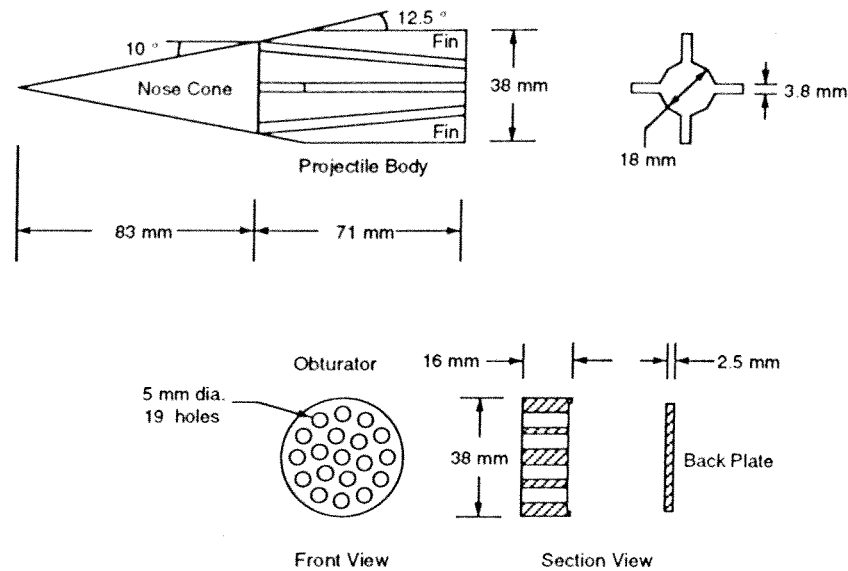 12.5 °
Fin
10 °
Nose Cone
38 mm
3.8 mm
Fin
18 mm
Projectile Body
83 mm
71 mm
Obturator
16 mm
2.5 mm
5 mm dia.
19 holes
38 mm
Back Plate
Front View
Section View